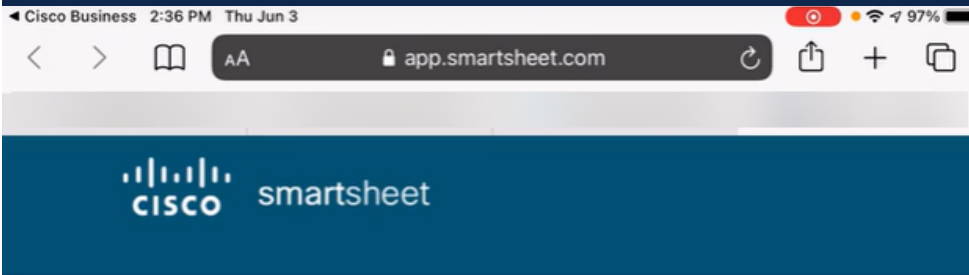 Cisco Business 2:36 PM Thu Jun 3 97%
AA app.smartsheet.com
CISCO smartsheet